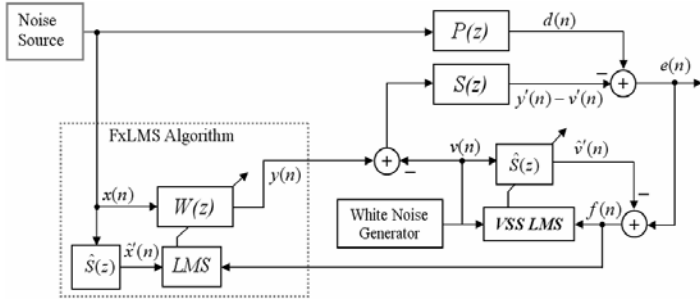 Noise
Source
P(z)
d(n)
e(n)
−
+
S(z)
y'(n) − v'(n)
FxLMS Algorithm
y(n)
+
−
v(n)
Ŝ(z)
v̂'(n)
−
x(n)
W(z)
White Noise
Generator
VSS LMS
f(n)
+
Ŝ(z)
x̂'(n)
LMS